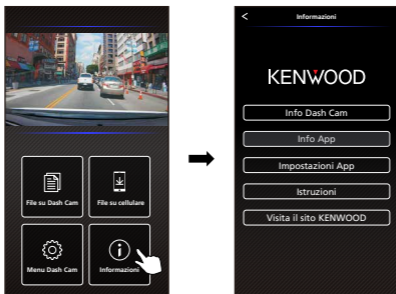 File su Dash Cam
File su cellulare
Menu Dash Cam
Informazioni
<
Informazioni
KENWOOD
Info Dash Cam
Info App
Impostazioni App
Istruzioni
Visita il sito KENWOOD